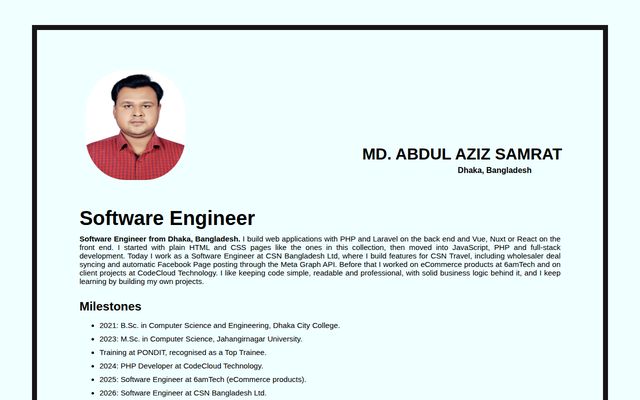 MD. ABDUL AZIZ SAMRAT
Dhaka, Bangladesh
Software Engineer
Software Engineer from Dhaka, Bangladesh. I build web applications with PHP and Laravel on the back end and Vue, Nuxt or React on the
front end. I started with plain HTML and CSS pages like the ones in this collection, then moved into JavaScript, PHP and full-stack
development. Today I work as a Software Engineer at CSN Bangladesh Ltd, where I build features for CSN Travel, including wholesaler deal
syncing and automatic Facebook Page posting through the Meta Graph API. Before that I worked on eCommerce products at 6amTech and on
client projects at CodeCloud Technology. I like keeping code simple, readable and professional, with solid business logic behind it, and I keep
learning by building my own projects.
Milestones
• 2021: B.Sc. in Computer Science and Engineering, Dhaka City College.
• 2023: M.Sc. in Computer Science, Jahangirnagar University.
• Training at PONDIT, recognised as a Top Trainee.
• 2024: PHP Developer at CodeCloud Technology.
• 2025: Software Engineer at 6amTech (eCommerce products).
• 2026: Software Engineer at CSN Bangladesh Ltd.